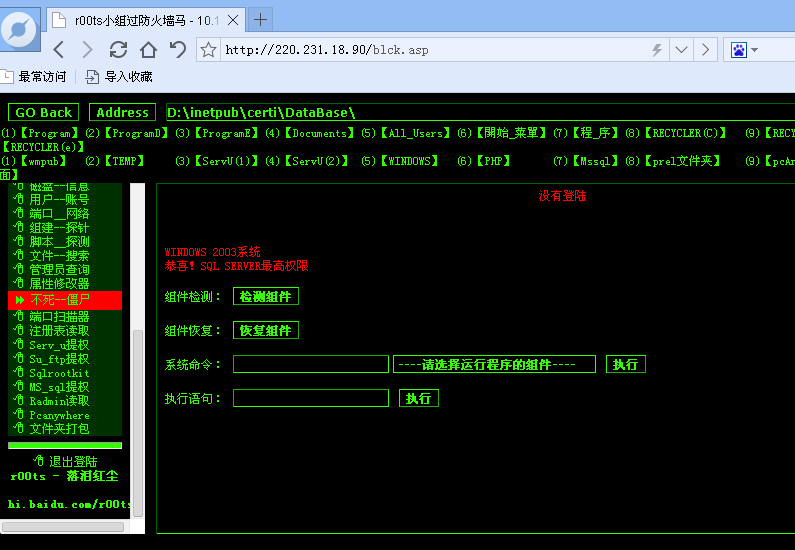 r00ts小组过防火墙马 - 10.1
http://220.231.18.90/blck.asp
最常访问 导入收藏
GO Back Address D:\inetpub\certi\DataBase\
(1)【Program】 (2)【ProgramD】 (3)【ProgramE】 (4)【Documents】 (5)【All_Users】 (6)【開始_菜單】 (7)【程_序】 (8)【RECYCLER(C)】 (9)【RECY
【RECYCLER(e)】
(1)【wmpub】 (2)【TEMP】 (3)【ServU(1)】 (4)【ServU(2)】 (5)【WINDOWS】 (6)【PHP】 (7)【Mssql】 (8)【prel文件夹】 (9)【pcAn
面】
磁盘--信息
用户--账号
端口__网络
组建--探针
脚本__探测
文件--搜索
管理员查询
属性修改器
不死--僵尸
端口扫描器
注册表读取
Serv_u提权
Su_ftp提权
Sqlrootkit
MS_sql提权
Radmin读取
Pcanywhere
文件夹打包
退出登陆
r00ts - 落泪红尘
hi.baidu.com/r00ts
没有登陆
WINDOWS 2003系统
恭喜! SQL SERVER最高权限
组件检测： 检测组件
组件恢复： 恢复组件
系统命令： ----请选择运行程序的组件---- 执行
执行语句： 执行